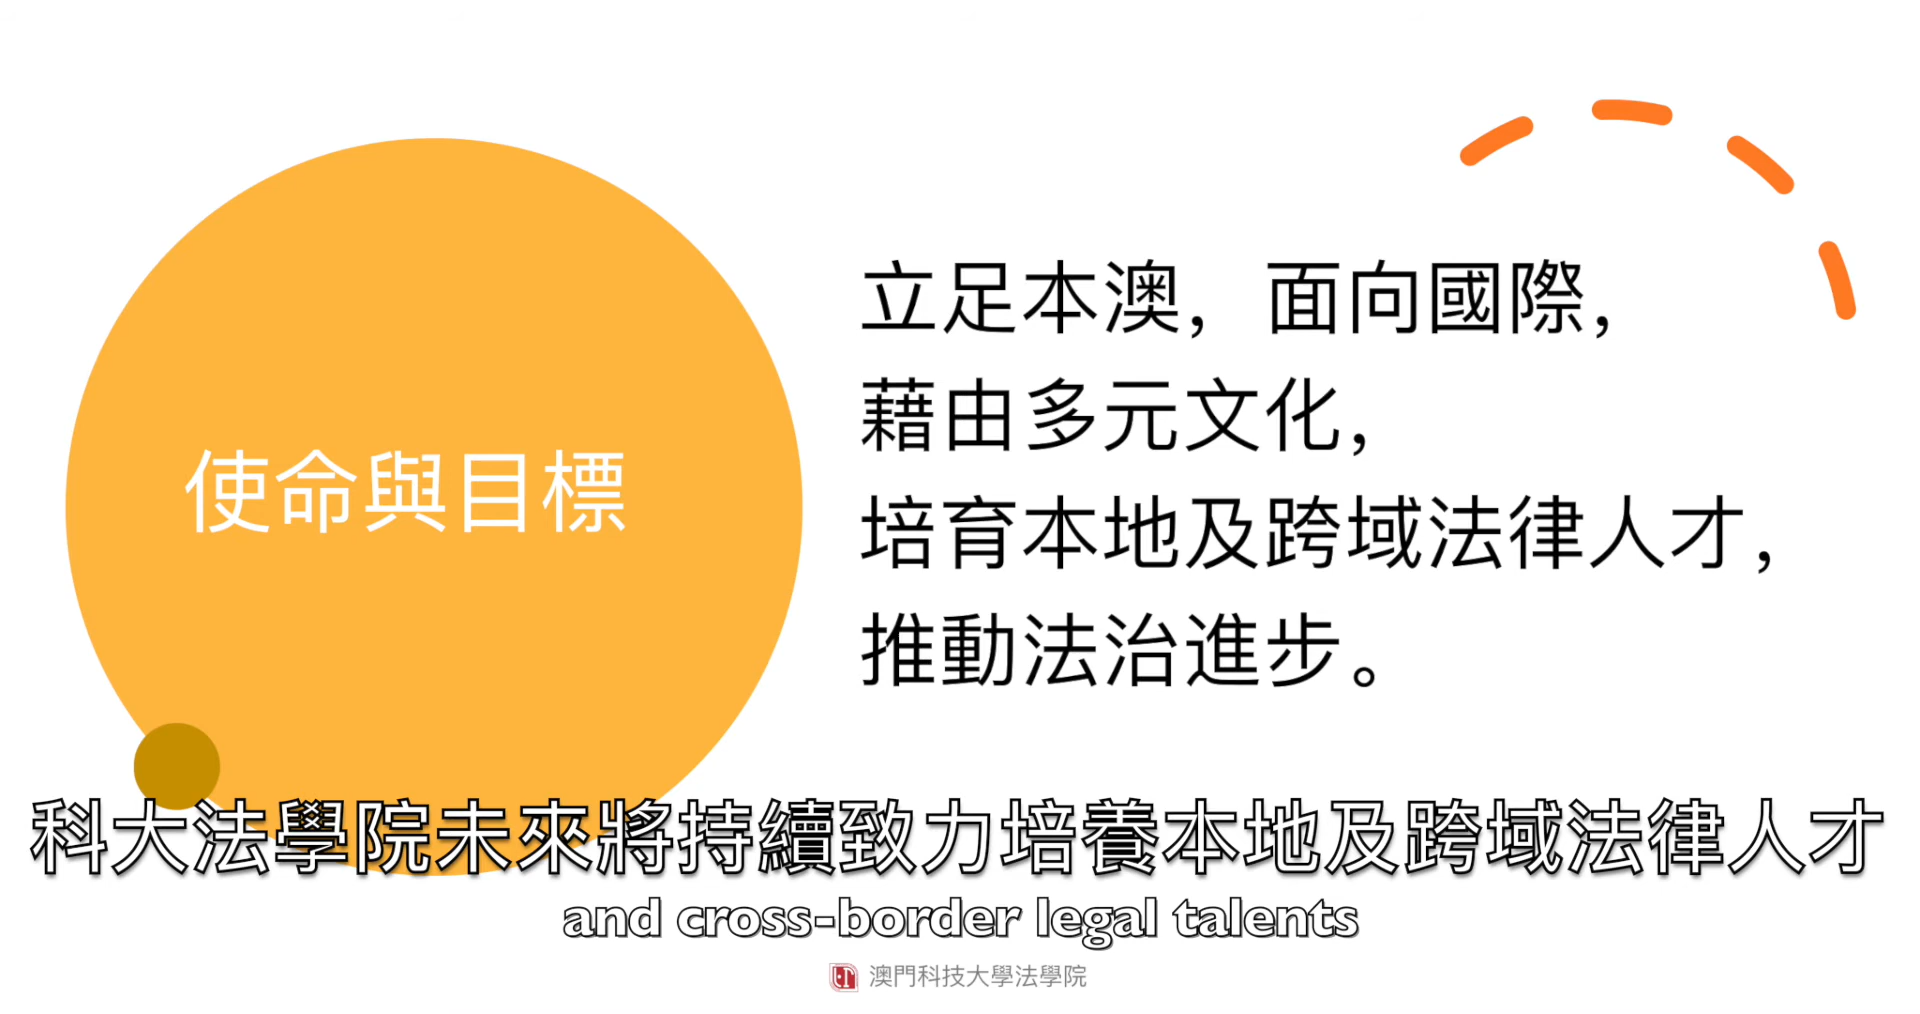 使命與目標
立足本澳，面向國際，
藉由多元文化，
培育本地及跨域法律人才，
推動法治進步。
科大法學院未來將持續致力培養本地及跨域法律人才
and cross-border legal talents
澳門科技大學法學院